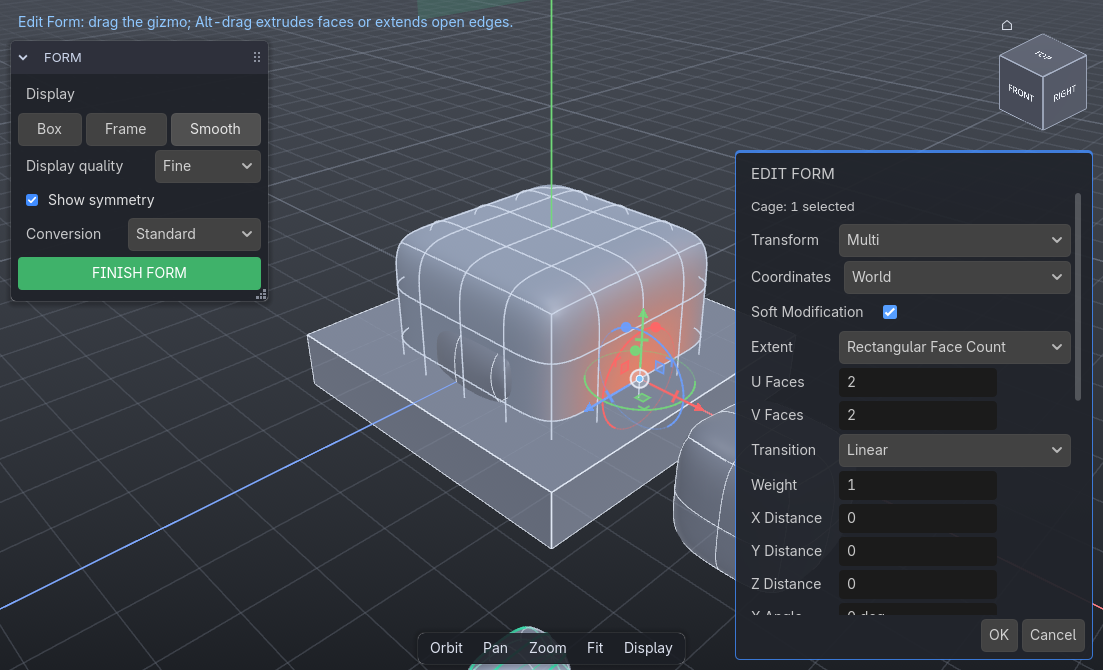 Edit Form: drag the gizmo; Alt-drag extrudes faces or extends open edges.
FORM
Display
Box Frame Smooth
Display quality Fine
Show symmetry
Conversion Standard
FINISH FORM
TOP
FRONT RIGHT
EDIT FORM
Cage: 1 selected
Transform Multi
Coordinates World
Soft Modification
Extent Rectangular Face Count
U Faces 2
V Faces 2
Transition Linear
Weight 1
X Distance 0
Y Distance 0
Z Distance 0
X Angle 0 deg
OK Cancel
Orbit Pan Zoom Fit Display